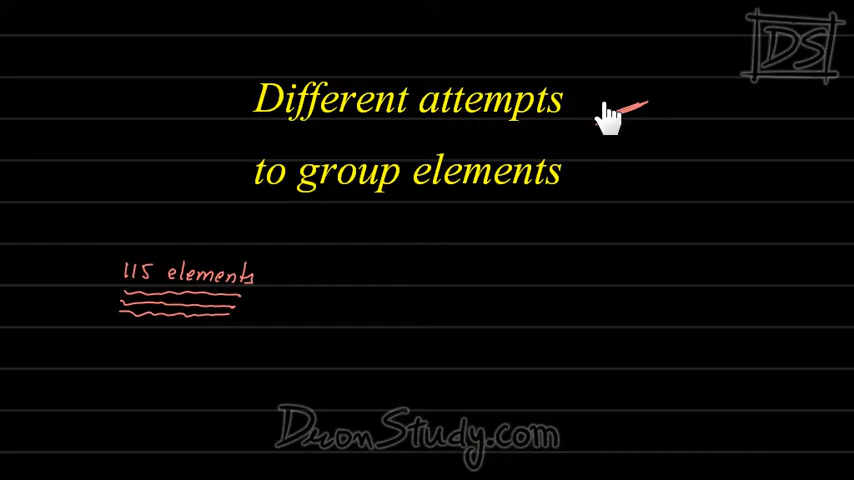 DS
Different attempts
to group elements
115 elements
DronStudy.com